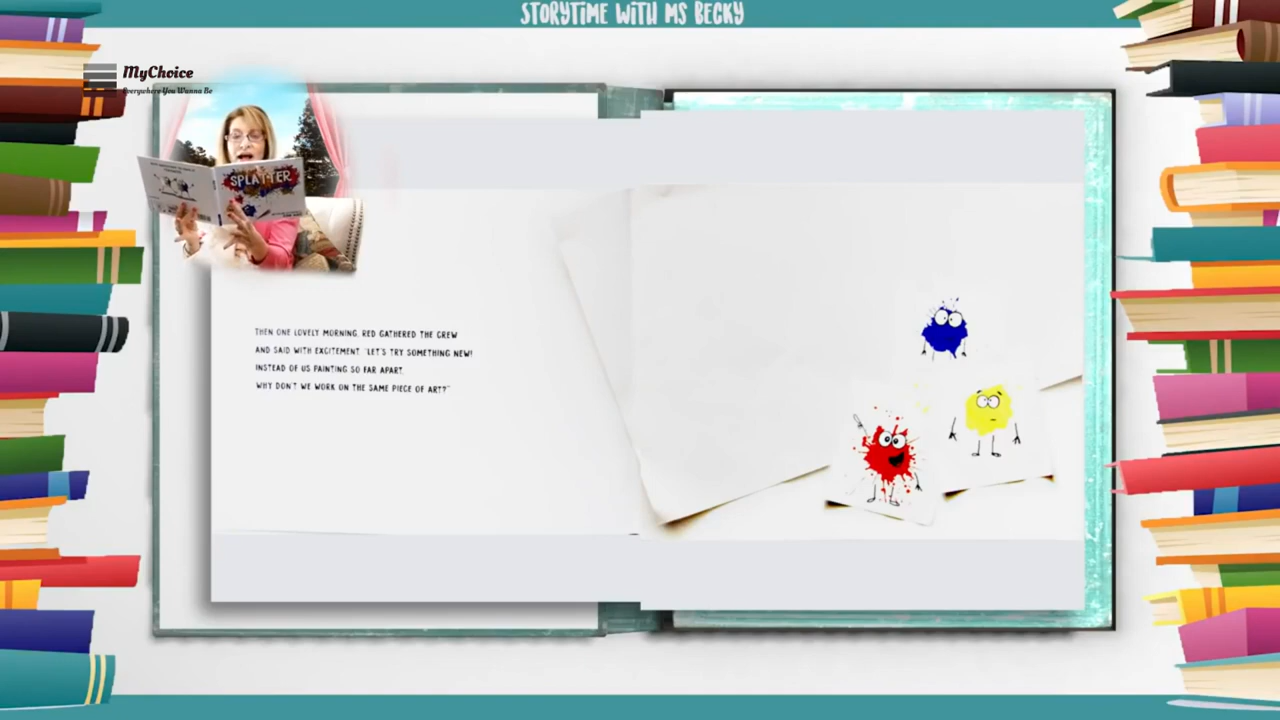 STORYTIME WITH MS BECKY
MyChoice
Everywhere You Wanna Be
SPLATTER
THEN ONE LOVELY MORNING, RED GATHERED THE CREW
AND SAID WITH EXCITEMENT, "LET'S TRY SOMETHING NEW!
INSTEAD OF US PAINTING SO FAR APART,
WHY DON'T WE WORK ON THE SAME PIECE OF ART?"